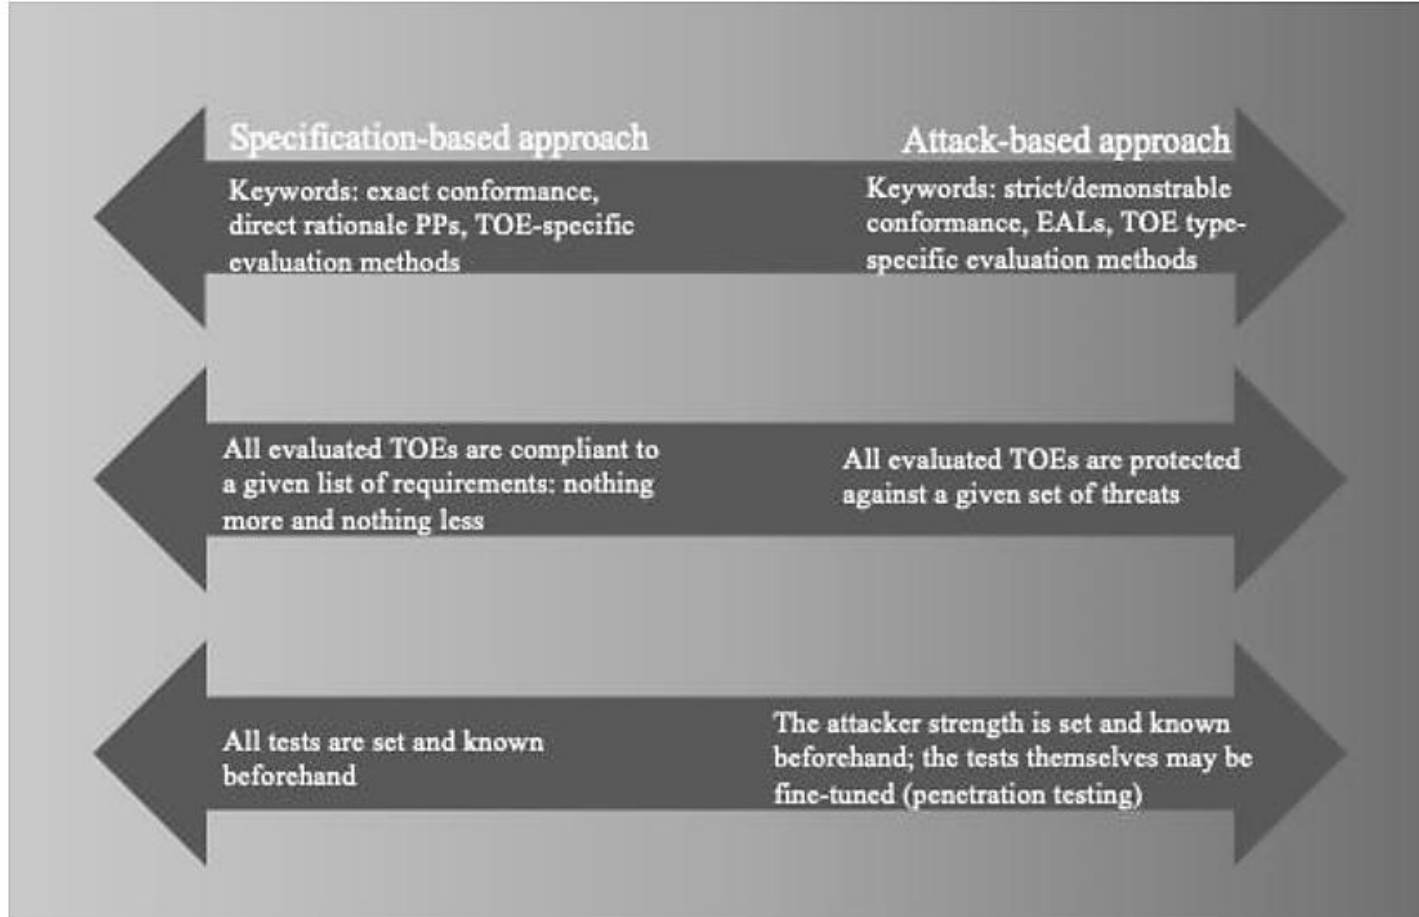 Specification-based approach
Keywords: exact conformance,
direct rationale PPs, TOE-specific
evaluation methods
Attack-based approach
Keywords: strict/demonstrable
conformance, EALs, TOE type-
specific evaluation methods
All evaluated TOEs are compliant to
a given list of requirements: nothing
more and nothing less
All evaluated TOEs are protected
against a given set of threats
All tests are set and known
beforehand
The attacker strength is set and known
beforehand; the tests themselves may be
fine-tuned (penetration testing)